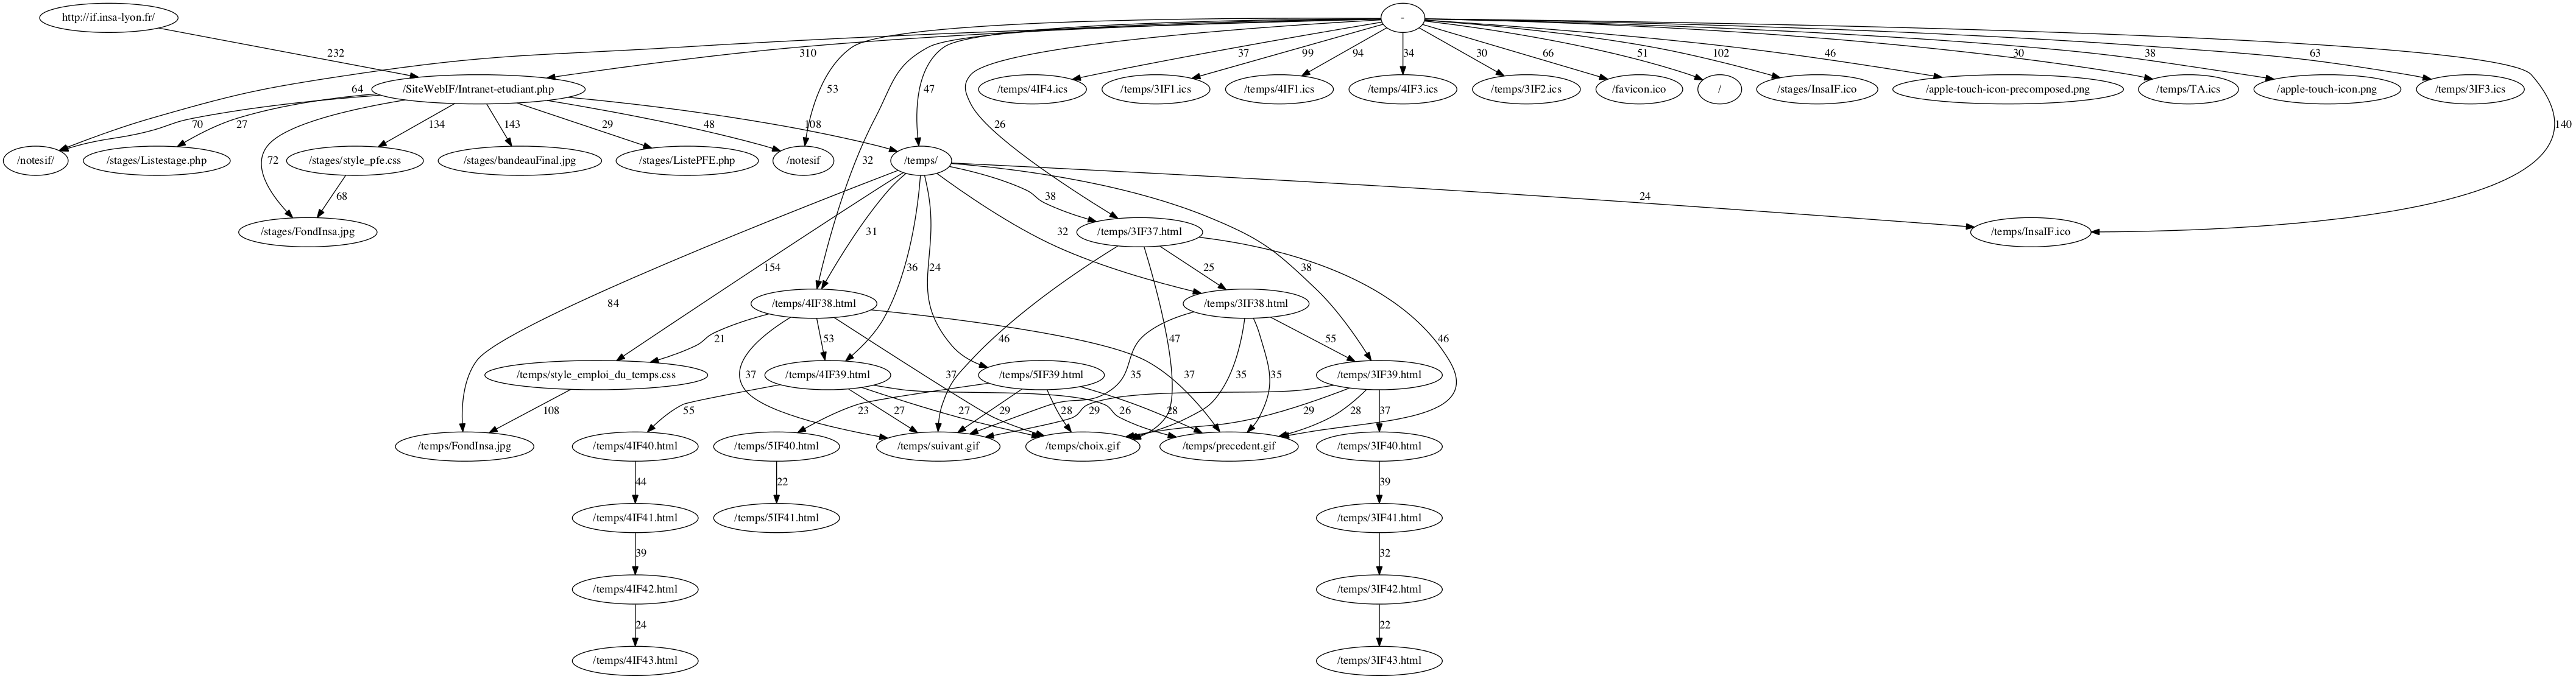 http://if.insa-lyon.fr/
-
232
310
53
37
99
94
34
30
66
51
102
46
30
38
63
/SiteWebIF/Intranet-etudiant.php
/temps/4IF4.ics
/temps/3IF1.ics
/temps/4IF1.ics
/temps/4IF3.ics
/temps/3IF2.ics
/favicon.ico
/
/stages/InsaIF.ico
/apple-touch-icon-precomposed.png
/temps/TA.ics
/apple-touch-icon.png
/temps/3IF3.ics
64
47
70
27
134
143
29
48
108
26
140
/notesif/
/stages/Listestage.php
72
/stages/style_pfe.css
/stages/bandeauFinal.jpg
/stages/ListePFE.php
/notesif
32
/temps/
68
38
24
/stages/FondInsa.jpg
31
32
/temps/3IF37.html
/temps/InsaIF.ico
154
36
24
25
38
84
/temps/4IF38.html
/temps/3IF38.html
21
53
46
47
55
46
/temps/style_emploi_du_temps.css
37
/temps/4IF39.html
37
/temps/5IF39.html
35
37
35
35
/temps/3IF39.html
108
55
23
27
27
29
28
29
26
28
29
28
37
/temps/FondInsa.jpg
/temps/4IF40.html
/temps/5IF40.html
/temps/suivant.gif
/temps/choix.gif
/temps/precedent.gif
/temps/3IF40.html
44
22
39
/temps/4IF41.html
/temps/5IF41.html
/temps/3IF41.html
39
32
/temps/4IF42.html
/temps/3IF42.html
24
22
/temps/4IF43.html
/temps/3IF43.html